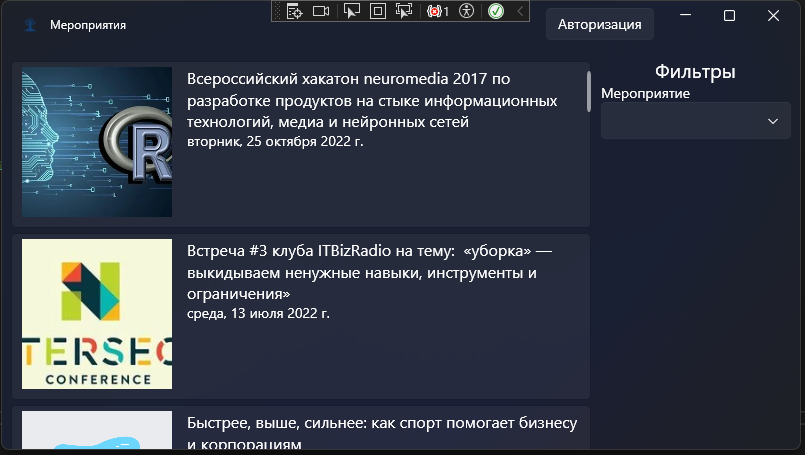 Мероприятия
1
Авторизация
Фильтры
Мероприятие
Всероссийский хакатон neuromedia 2017 по
разработке продуктов на стыке информационных
технологий, медиа и нейронных сетей
вторник, 25 октября 2022 г.
R
Встреча #3 клуба ITBizRadio на тему:  «уборка» —
выкидываем ненужные навыки, инструменты и
ограничения»
среда, 13 июля 2022 г.
TERSEC
CONFERENCE
Быстрее, выше, сильнее: как спорт помогает бизнесу
и корпорациям